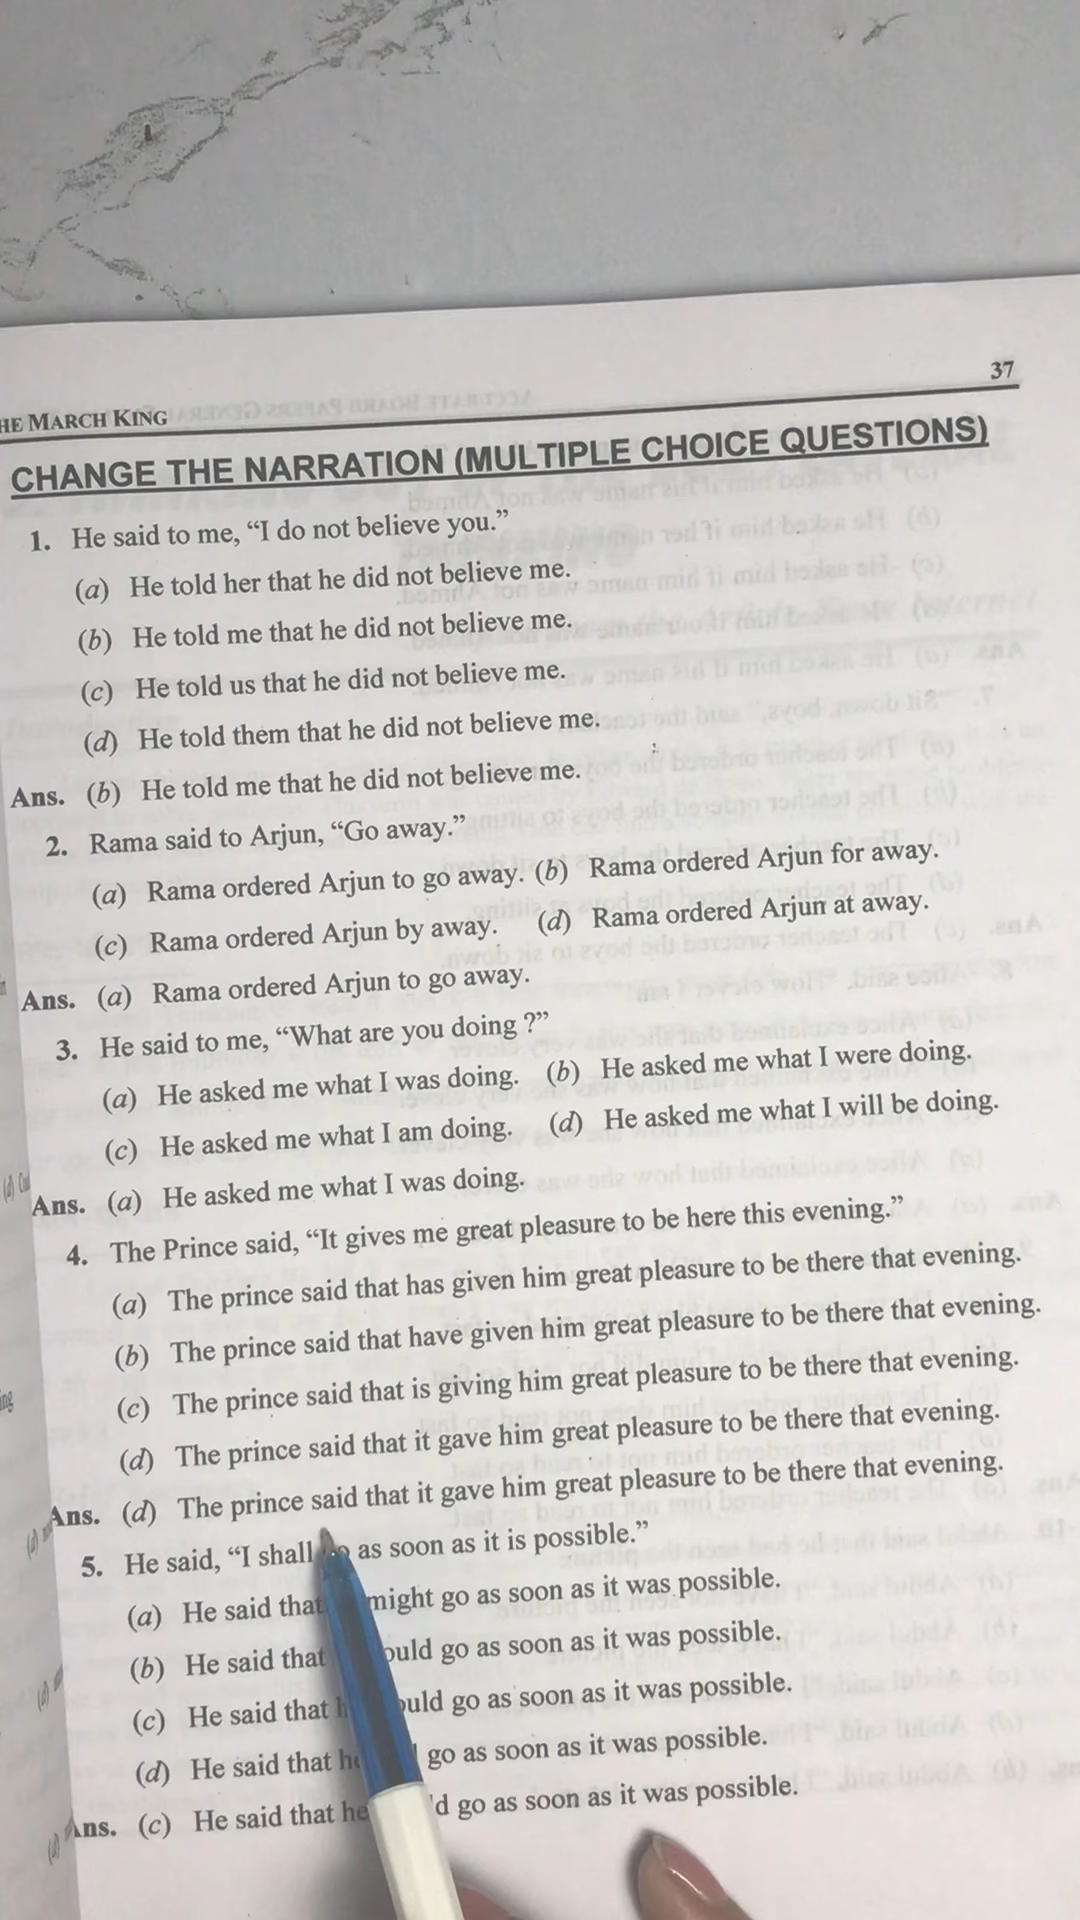 HE MARCH KING
37
CHANGE THE NARRATION (MULTIPLE CHOICE QUESTIONS)
1. He said to me, “I do not believe you.”
(a) He told her that he did not believe me.
(b) He told me that he did not believe me.
(c) He told us that he did not believe me.
(d) He told them that he did not believe me.
Ans. (b) He told me that he did not believe me.
2. Rama said to Arjun, “Go away.”
(a) Rama ordered Arjun to go away. (b) Rama ordered Arjun for away.
(c) Rama ordered Arjun by away. (d) Rama ordered Arjun at away.
Ans. (a) Rama ordered Arjun to go away.
3. He said to me, “What are you doing ?”
(a) He asked me what I was doing. (b) He asked me what I were doing.
(c) He asked me what I am doing. (d) He asked me what I will be doing.
Ans. (a) He asked me what I was doing.
4. The Prince said, “It gives me great pleasure to be here this evening.”
(a) The prince said that has given him great pleasure to be there that evening.
(b) The prince said that have given him great pleasure to be there that evening.
(c) The prince said that is giving him great pleasure to be there that evening.
(d) The prince said that it gave him great pleasure to be there that evening.
Ans. (d) The prince said that it gave him great pleasure to be there that evening.
5. He said, “I shall as soon as it is possible.”
(a) He said that might go as soon as it was possible.
(b) He said that ould go as soon as it was possible.
(c) He said that h ould go as soon as it was possible.
(d) He said that he go as soon as it was possible.
Ans. (c) He said that he 'd go as soon as it was possible.